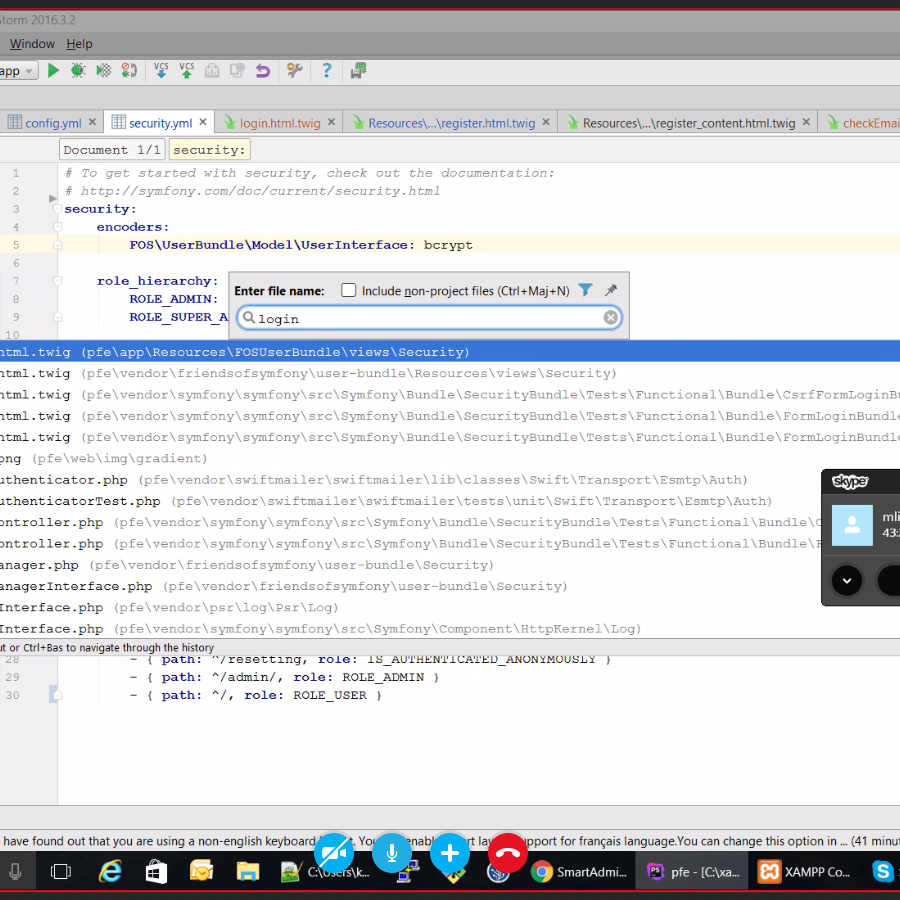 Storm 2016.3.2
Window Help
app
VCS VCS
config.yml security.yml login.html.twig Resources\...\register.html.twig Resources\...\register_content.html.twig checkEmai
Document 1/1 security:
1 # To get started with security, check out the documentation:
2 # http://symfony.com/doc/current/security.html
3 security:
4 encoders:
5 FOS\UserBundle\Model\UserInterface: bcrypt
6
7 role_hierarchy:
8 ROLE_ADMIN:
9 ROLE_SUPER_A
10
Enter file name: Include non-project files (Ctrl+Maj+N)
login
html.twig (pfe\app\Resources\FOSUserBundle\views\Security)
html.twig (pfe\vendor\friendsofsymfony\user-bundle\Resources\views\Security)
html.twig (pfe\vendor\symfony\symfony\src\Symfony\Bundle\SecurityBundle\Tests\Functional\Bundle\CsrfFormLoginBu
html.twig (pfe\vendor\symfony\symfony\src\Symfony\Bundle\SecurityBundle\Tests\Functional\Bundle\FormLoginBundle
html.twig (pfe\vendor\symfony\symfony\src\Symfony\Bundle\SecurityBundle\Tests\Functional\Bundle\FormLoginBundle
png (pfe\web\img\gradient)
uthenticator.php (pfe\vendor\swiftmailer\swiftmailer\lib\classes\Swift\Transport\Esmtp\Auth)
uthenticatorTest.php (pfe\vendor\swiftmailer\swiftmailer\tests\unit\Swift\Transport\Esmtp\Auth)
ontroller.php (pfe\vendor\symfony\symfony\src\Symfony\Bundle\SecurityBundle\Tests\Functional\Bundle\C
ontroller.php (pfe\vendor\symfony\symfony\src\Symfony\Bundle\SecurityBundle\Tests\Functional\Bundle\F
anager.php (pfe\vendor\friendsofsymfony\user-bundle\Security)
anagerInterface.php (pfe\vendor\friendsofsymfony\user-bundle\Security)
Interface.php (pfe\vendor\psr\log\Psr\Log)
Interface.php (pfe\vendor\symfony\symfony\src\Symfony\Component\HttpKernel\Log)
ut or Ctrl+Bas to navigate through the history
skype
mli
43:
28 - { path: ^/resetting, role: IS_AUTHENTICATED_ANONYMOUSLY }
29 - { path: ^/admin/, role: ROLE_ADMIN }
30 - { path: ^/, role: ROLE_USER }
have found out that you are using a non-english keyboard You enabl rt lay upport for français language.You can change this option in ... (41 minut
C:\Users\k... SmartAdmi... pfe - [C:\xa... XAMPP Co...